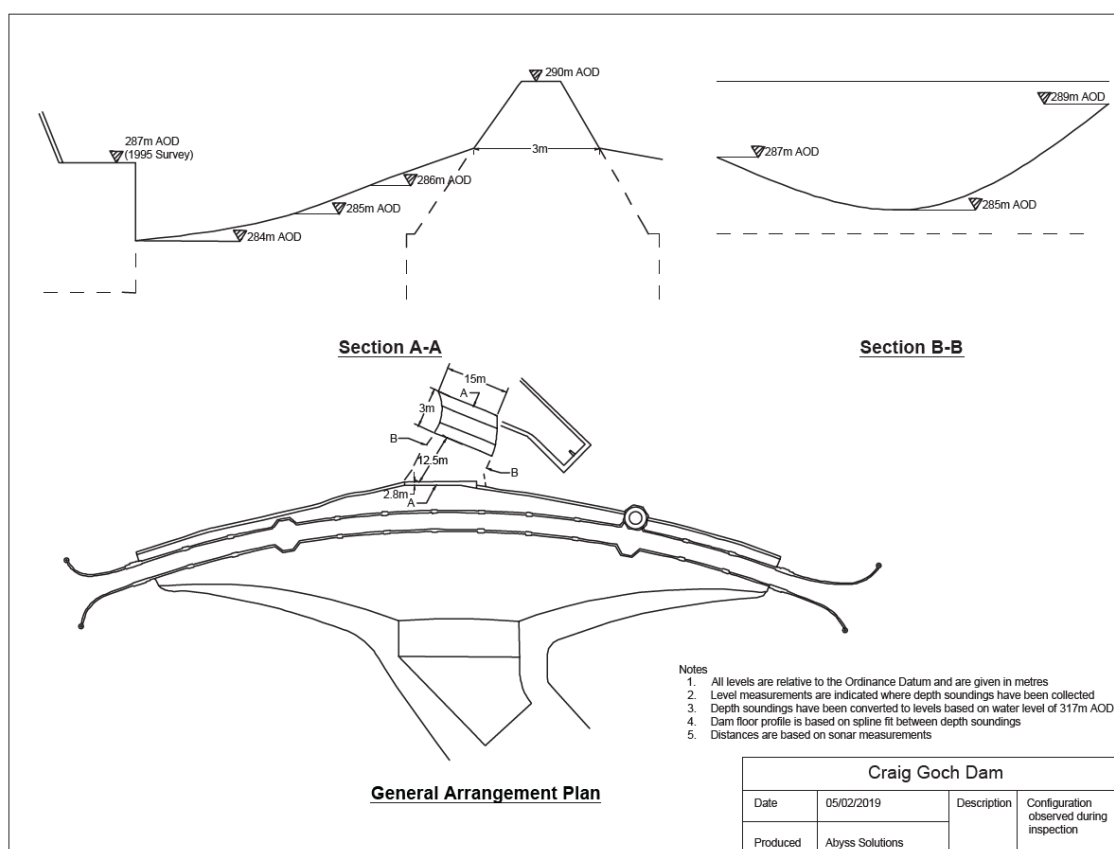 290m AOD
289m AOD
287m AOD
(1995 Survey)
3m
287m AOD
286m AOD
285m AOD
285m AOD
284m AOD
Section A-A
Section B-B
15m
A
3m
B
12.5m
B
2.8m
A
Notes
1. All levels are relative to the Ordinance Datum and are given in metres
2. Level measurements are indicated where depth soundings have been collected
3. Depth soundings have been converted to levels based on water level of 317m AOD
4. Dam floor profile is based on spline fit between depth soundings
5. Distances are based on sonar measurements
General Arrangement Plan
Craig Goch Dam
Date 05/02/2019 Description Configuration
observed during
inspection
Produced Abyss Solutions